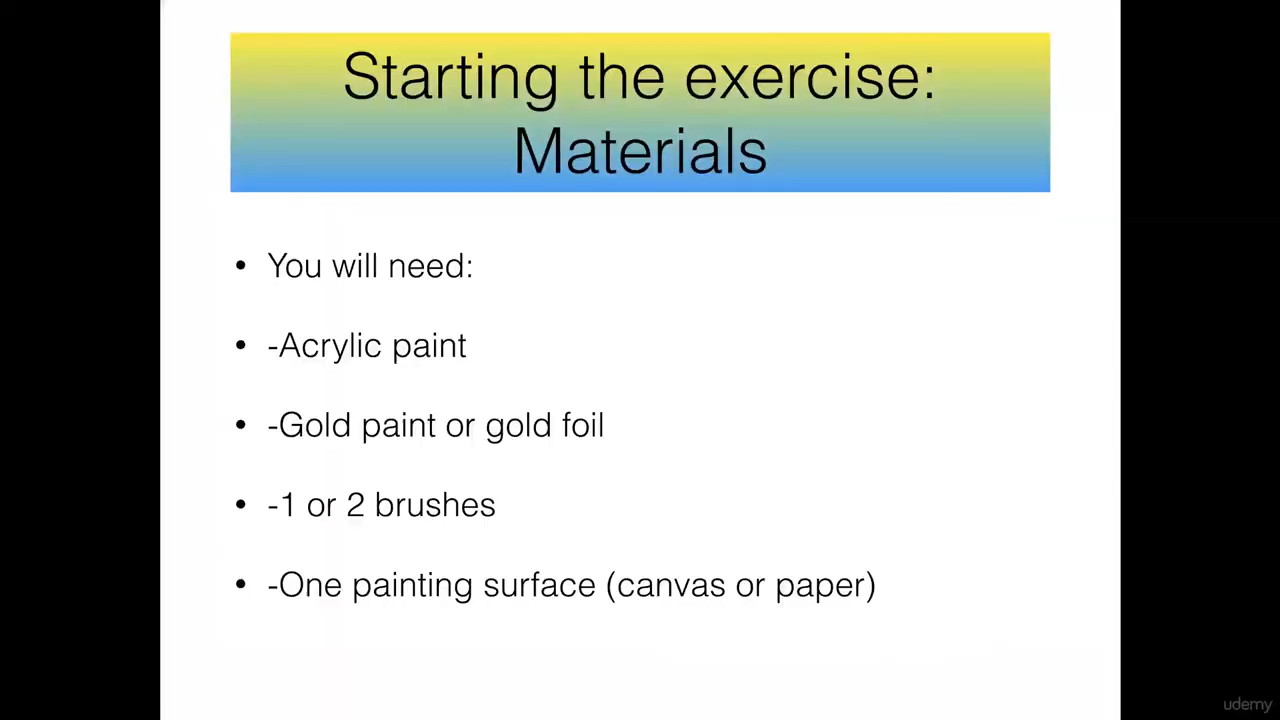 Starting the exercise:
Materials
• You will need:
• -Acrylic paint
• -Gold paint or gold foil
• -1 or 2 brushes
• -One painting surface (canvas or paper)
udemy